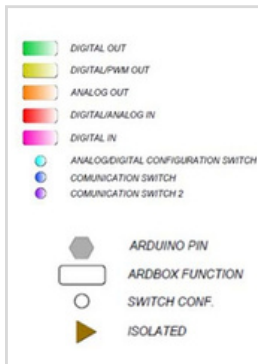 DIGITAL OUT
DIGITAL/PWM OUT
ANALOG OUT
DIGITAL/ANALOG IN
DIGITAL IN
ANALOG/DIGITAL CONFIGURATION SWITCH
COMUNICATION SWITCH
COMUNICATION SWITCH 2
ARDUINO PIN
ARDBOX FUNCTION
SWITCH CONF.
ISOLATED